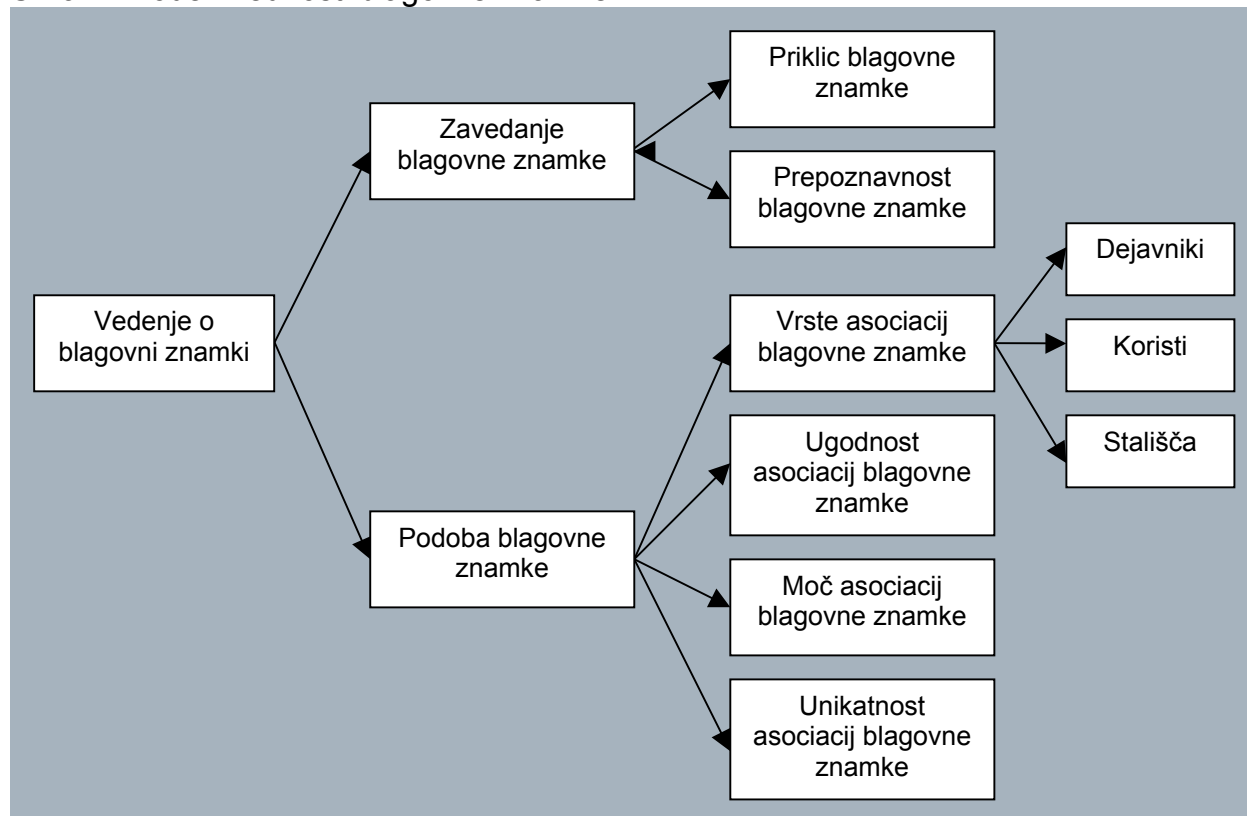 Priklic blagovne
znamke
Zavedanje
blagovne znamke
Prepoznavnost
blagovne znamke
Dejavniki
Vedenje o
blagovni znamki
Vrste asociacij
blagovne znamke
Koristi
Stališča
Ugodnost
asociacij blagovne
znamke
Podoba blagovne
znamke
Moč asociacij
blagovne znamke
Unikatnost
asociacij blagovne
znamke